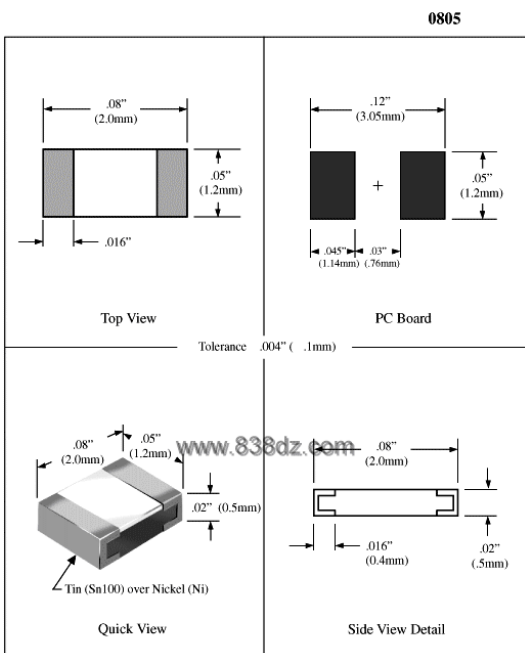 0805
.08"
(2.0mm)
.05"
(1.2mm)
.016"
Top View
.12"
(3.05mm)
+
.05"
(1.2mm)
.045"
(1.14mm)
.03"
(.76mm)
PC Board
Tolerance .004" ( .1mm)
.08"
(2.0mm)
.05"
(1.2mm)
.02" (0.5mm)
Tin (Sn100) over Nickel (Ni)
Quick View
www.838dz.com
.08"
(2.0mm)
.016"
(0.4mm)
.02"
(.5mm)
Side View Detail